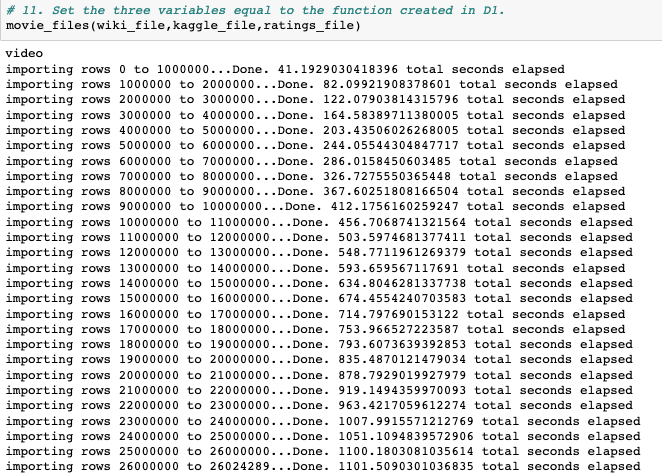 # 11. Set the three variables equal to the function created in D1.
movie_files(wiki_file,kaggle_file,ratings_file)
video
importing rows 0 to 1000000...Done. 41.1929030418396 total seconds elapsed
importing rows 1000000 to 2000000...Done. 82.09921908378601 total seconds elapsed
importing rows 2000000 to 3000000...Done. 122.07903814315796 total seconds elapsed
importing rows 3000000 to 4000000...Done. 164.58389711380005 total seconds elapsed
importing rows 4000000 to 5000000...Done. 203.43506026268005 total seconds elapsed
importing rows 5000000 to 6000000...Done. 244.05544304847717 total seconds elapsed
importing rows 6000000 to 7000000...Done. 286.0158450603485 total seconds elapsed
importing rows 7000000 to 8000000...Done. 326.7275550365448 total seconds elapsed
importing rows 8000000 to 9000000...Done. 367.60251808166504 total seconds elapsed
importing rows 9000000 to 10000000...Done. 412.1756160259247 total seconds elapsed
importing rows 10000000 to 11000000...Done. 456.7068741321564 total seconds elapsed
importing rows 11000000 to 12000000...Done. 503.5974681377411 total seconds elapsed
importing rows 12000000 to 13000000...Done. 548.7711961269379 total seconds elapsed
importing rows 13000000 to 14000000...Done. 593.659567117691 total seconds elapsed
importing rows 14000000 to 15000000...Done. 634.8046281337738 total seconds elapsed
importing rows 15000000 to 16000000...Done. 674.4554240703583 total seconds elapsed
importing rows 16000000 to 17000000...Done. 714.797690153122 total seconds elapsed
importing rows 17000000 to 18000000...Done. 753.966527223587 total seconds elapsed
importing rows 18000000 to 19000000...Done. 793.6073639392853 total seconds elapsed
importing rows 19000000 to 20000000...Done. 835.4870121479034 total seconds elapsed
importing rows 20000000 to 21000000...Done. 878.7929019927979 total seconds elapsed
importing rows 21000000 to 22000000...Done. 919.1494359970093 total seconds elapsed
importing rows 22000000 to 23000000...Done. 963.4217059612274 total seconds elapsed
importing rows 23000000 to 24000000...Done. 1007.9915571212769 total seconds elapsed
importing rows 24000000 to 25000000...Done. 1051.1094839572906 total seconds elapsed
importing rows 25000000 to 26000000...Done. 1100.1803081035614 total seconds elapsed
importing rows 26000000 to 26024289...Done. 1101.5090301036835 total seconds elapsed